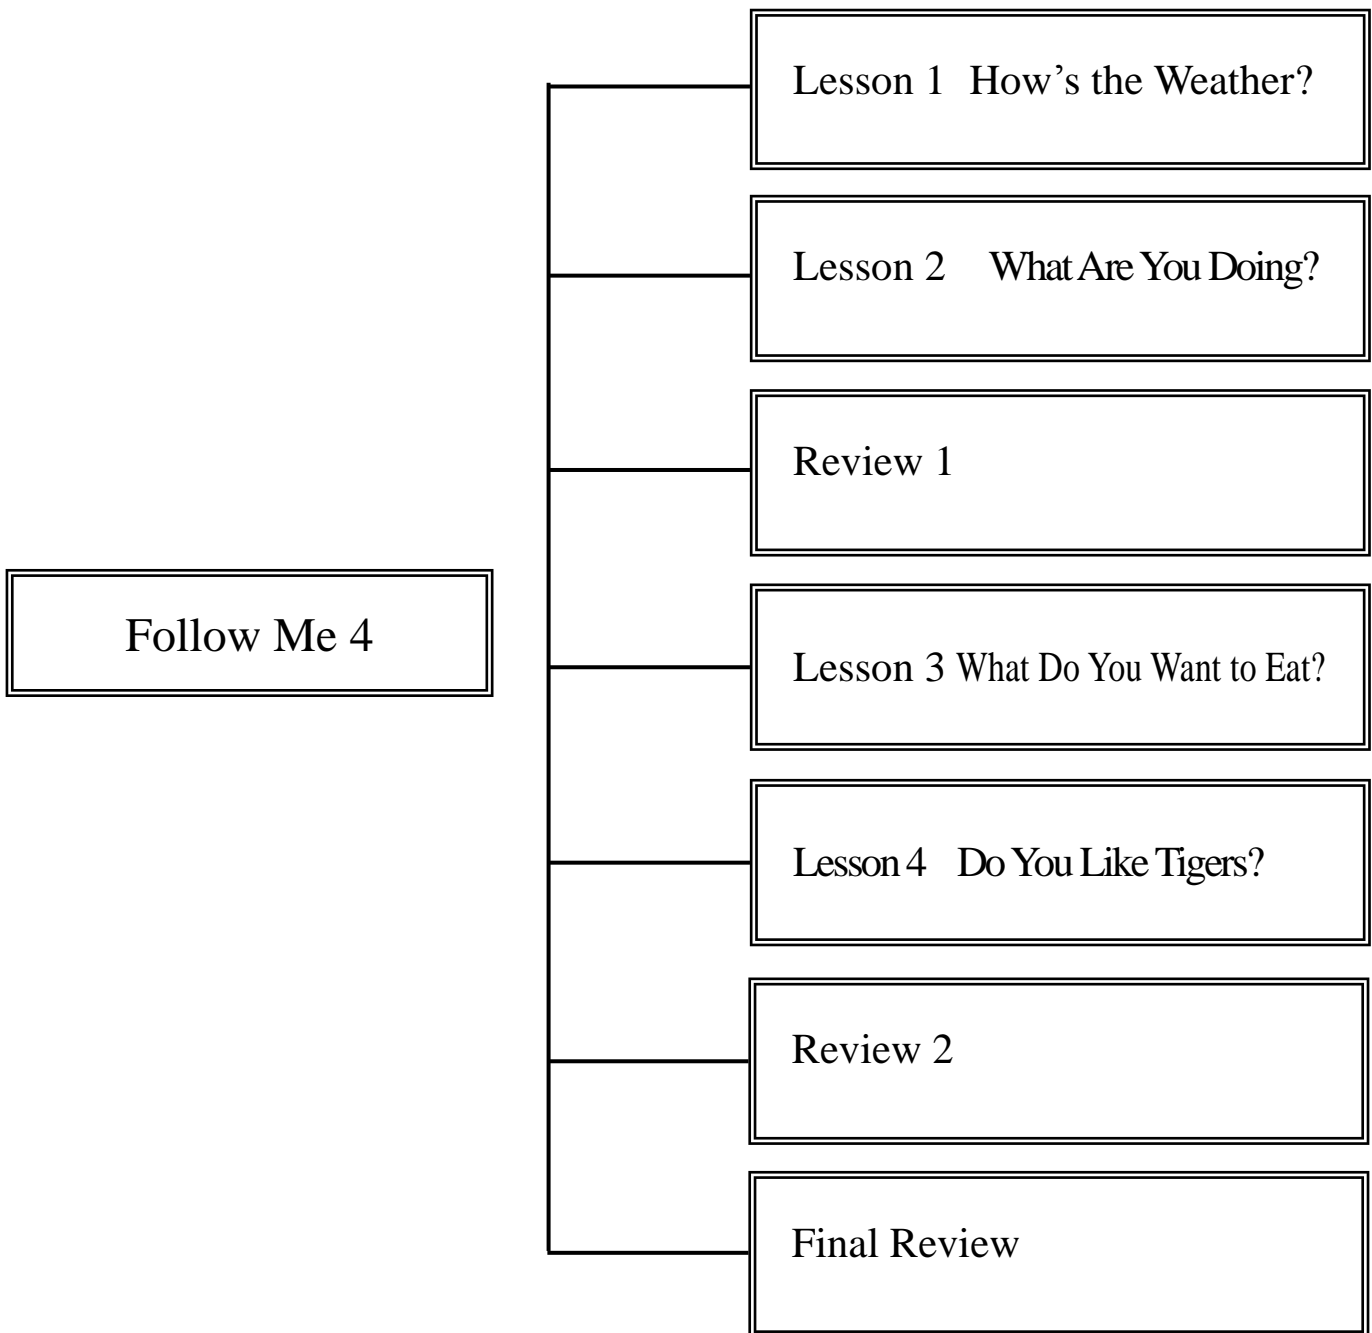 Follow Me 4
Lesson 1 How’s the Weather?
Lesson 2 What Are You Doing?
Review 1
Lesson 3 What Do You Want to Eat?
Lesson 4 Do You Like Tigers?
Review 2
Final Review